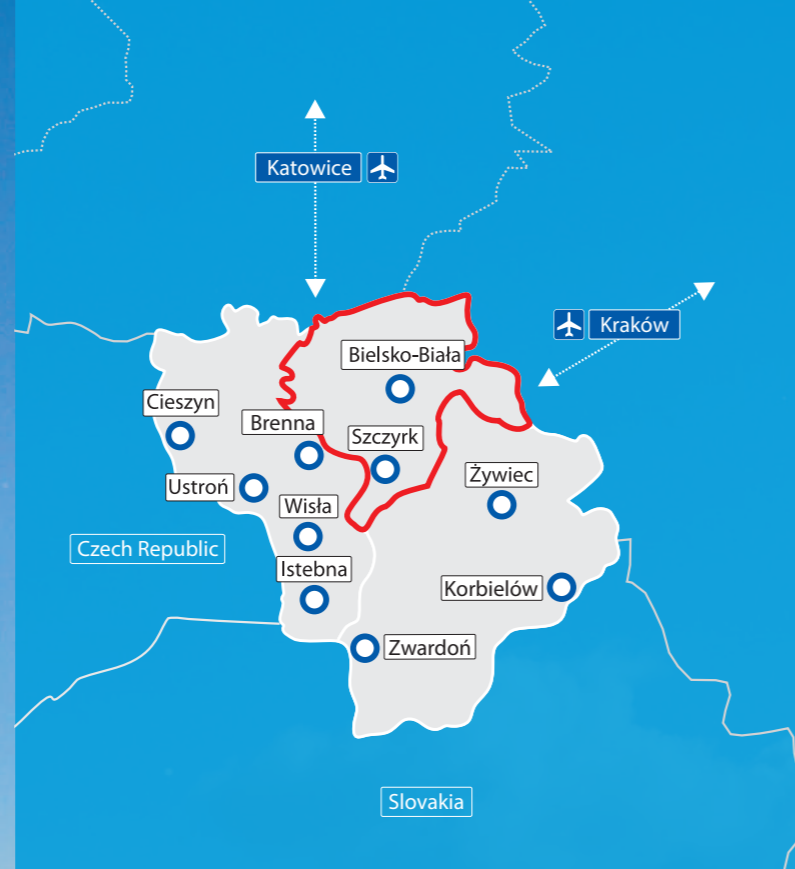 Katowice
Kraków
Bielsko-Biała
Cieszyn
Brenna
Szczyrk
Żywiec
Ustroń
Wisła
Czech Republic
Istebna
Korbielów
Zwardoń
Slovakia